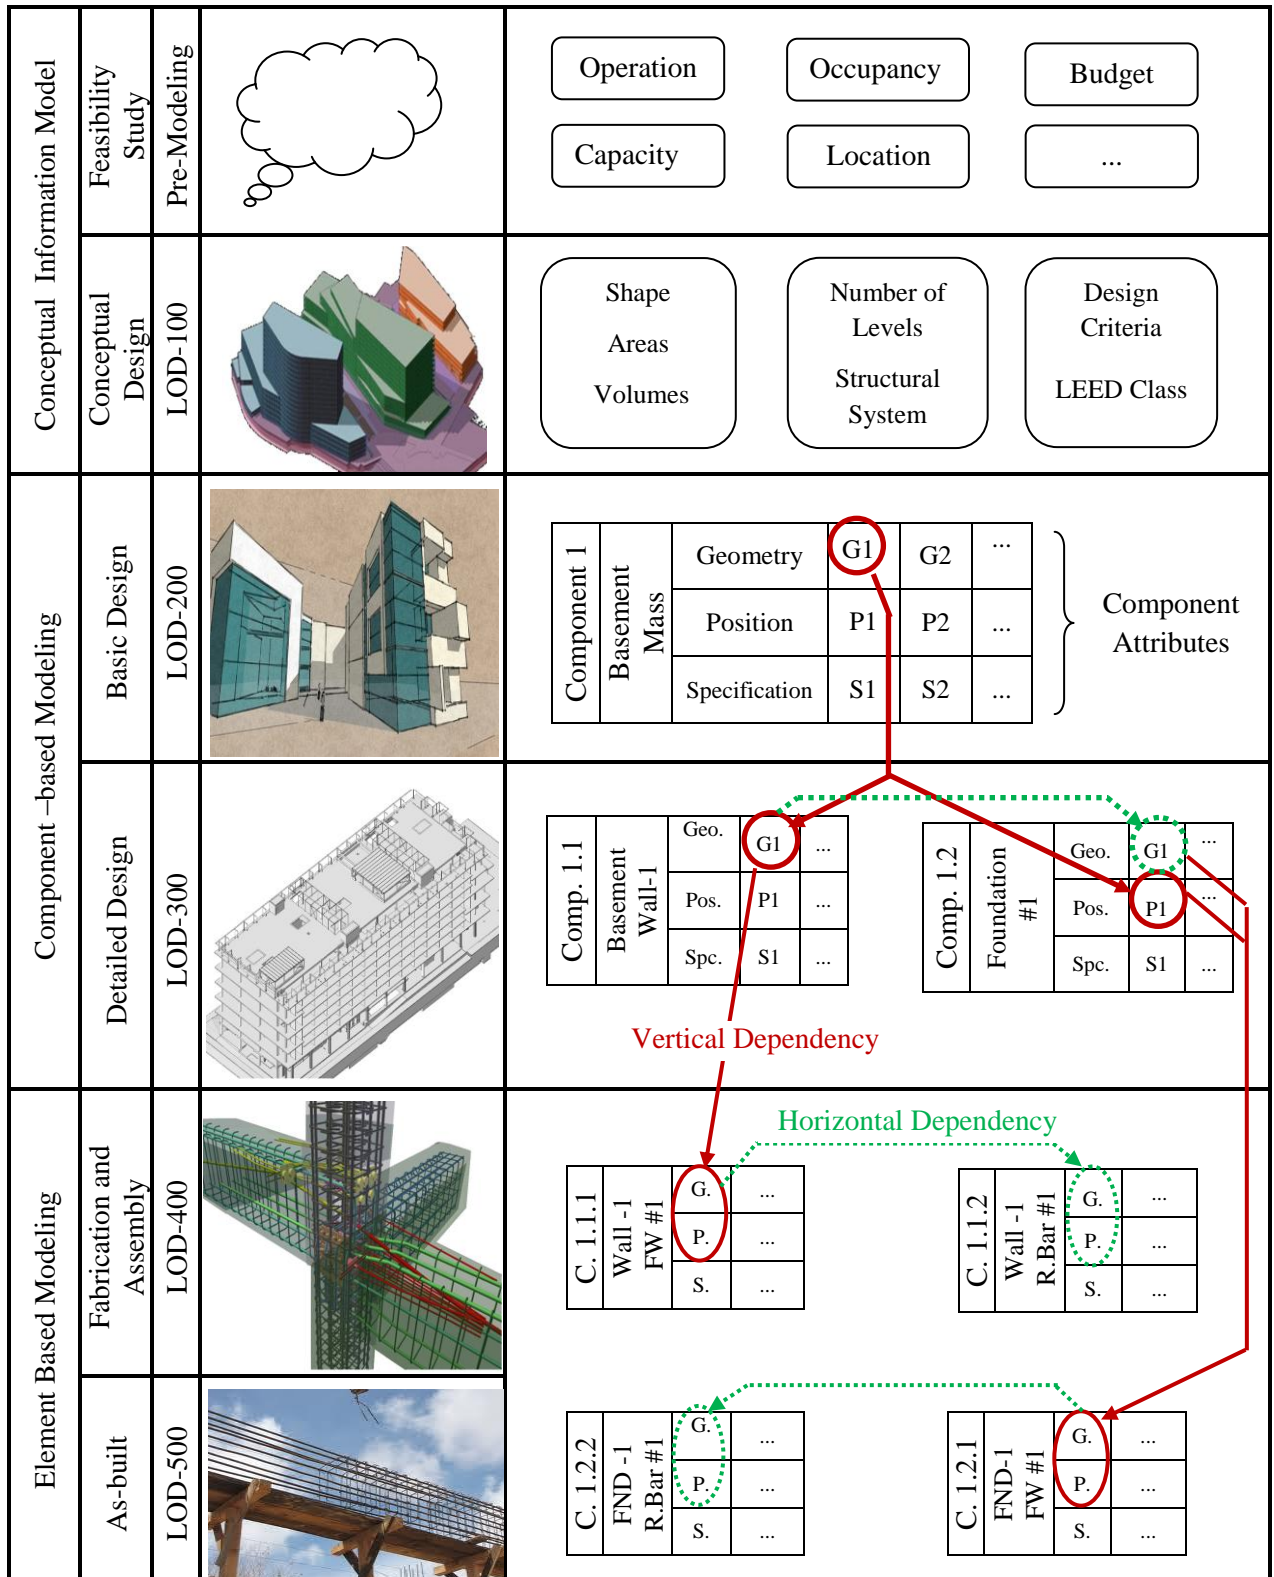 Conceptual Information Model
Feasibility
Study
Pre-Modeling
Operation
Occupancy
Budget
Capacity
Location
...
Conceptual
Design
LOD-100
Shape
Areas
Volumes
Number of
Levels
Structural
System
Design
Criteria
LEED Class
Component –based Modeling
Basic Design
LOD-200
Component 1
Basement
Mass
Geometry
G1
G2
...
Position
P1
P2
...
Specification
S1
S2
...
Component
Attributes
Detailed Design
LOD-300
Comp. 1.1
Basement
Wall-1
Geo.
G1
...
Pos.
P1
...
Spc.
S1
...
Comp. 1.2
Foundation
#1
Geo.
G1
...
Pos.
P1
...
Spc.
S1
...
Vertical Dependency
Element Based Modeling
Fabrication and
Assembly
LOD-400
Horizontal Dependency
C. 1.1.1
Wall-1
FW #1
G.
...
P.
...
S.
...
C. 1.1.2
Wall -1
R.Bar #1
G.
...
P.
...
S.
...
As-built
LOD-500
C. 1.2.2
FND -1
R.Bar #1
G.
...
P.
...
S.
...
C. 1.2.1
FND-1
FW #1
G.
...
P.
...
S.
...